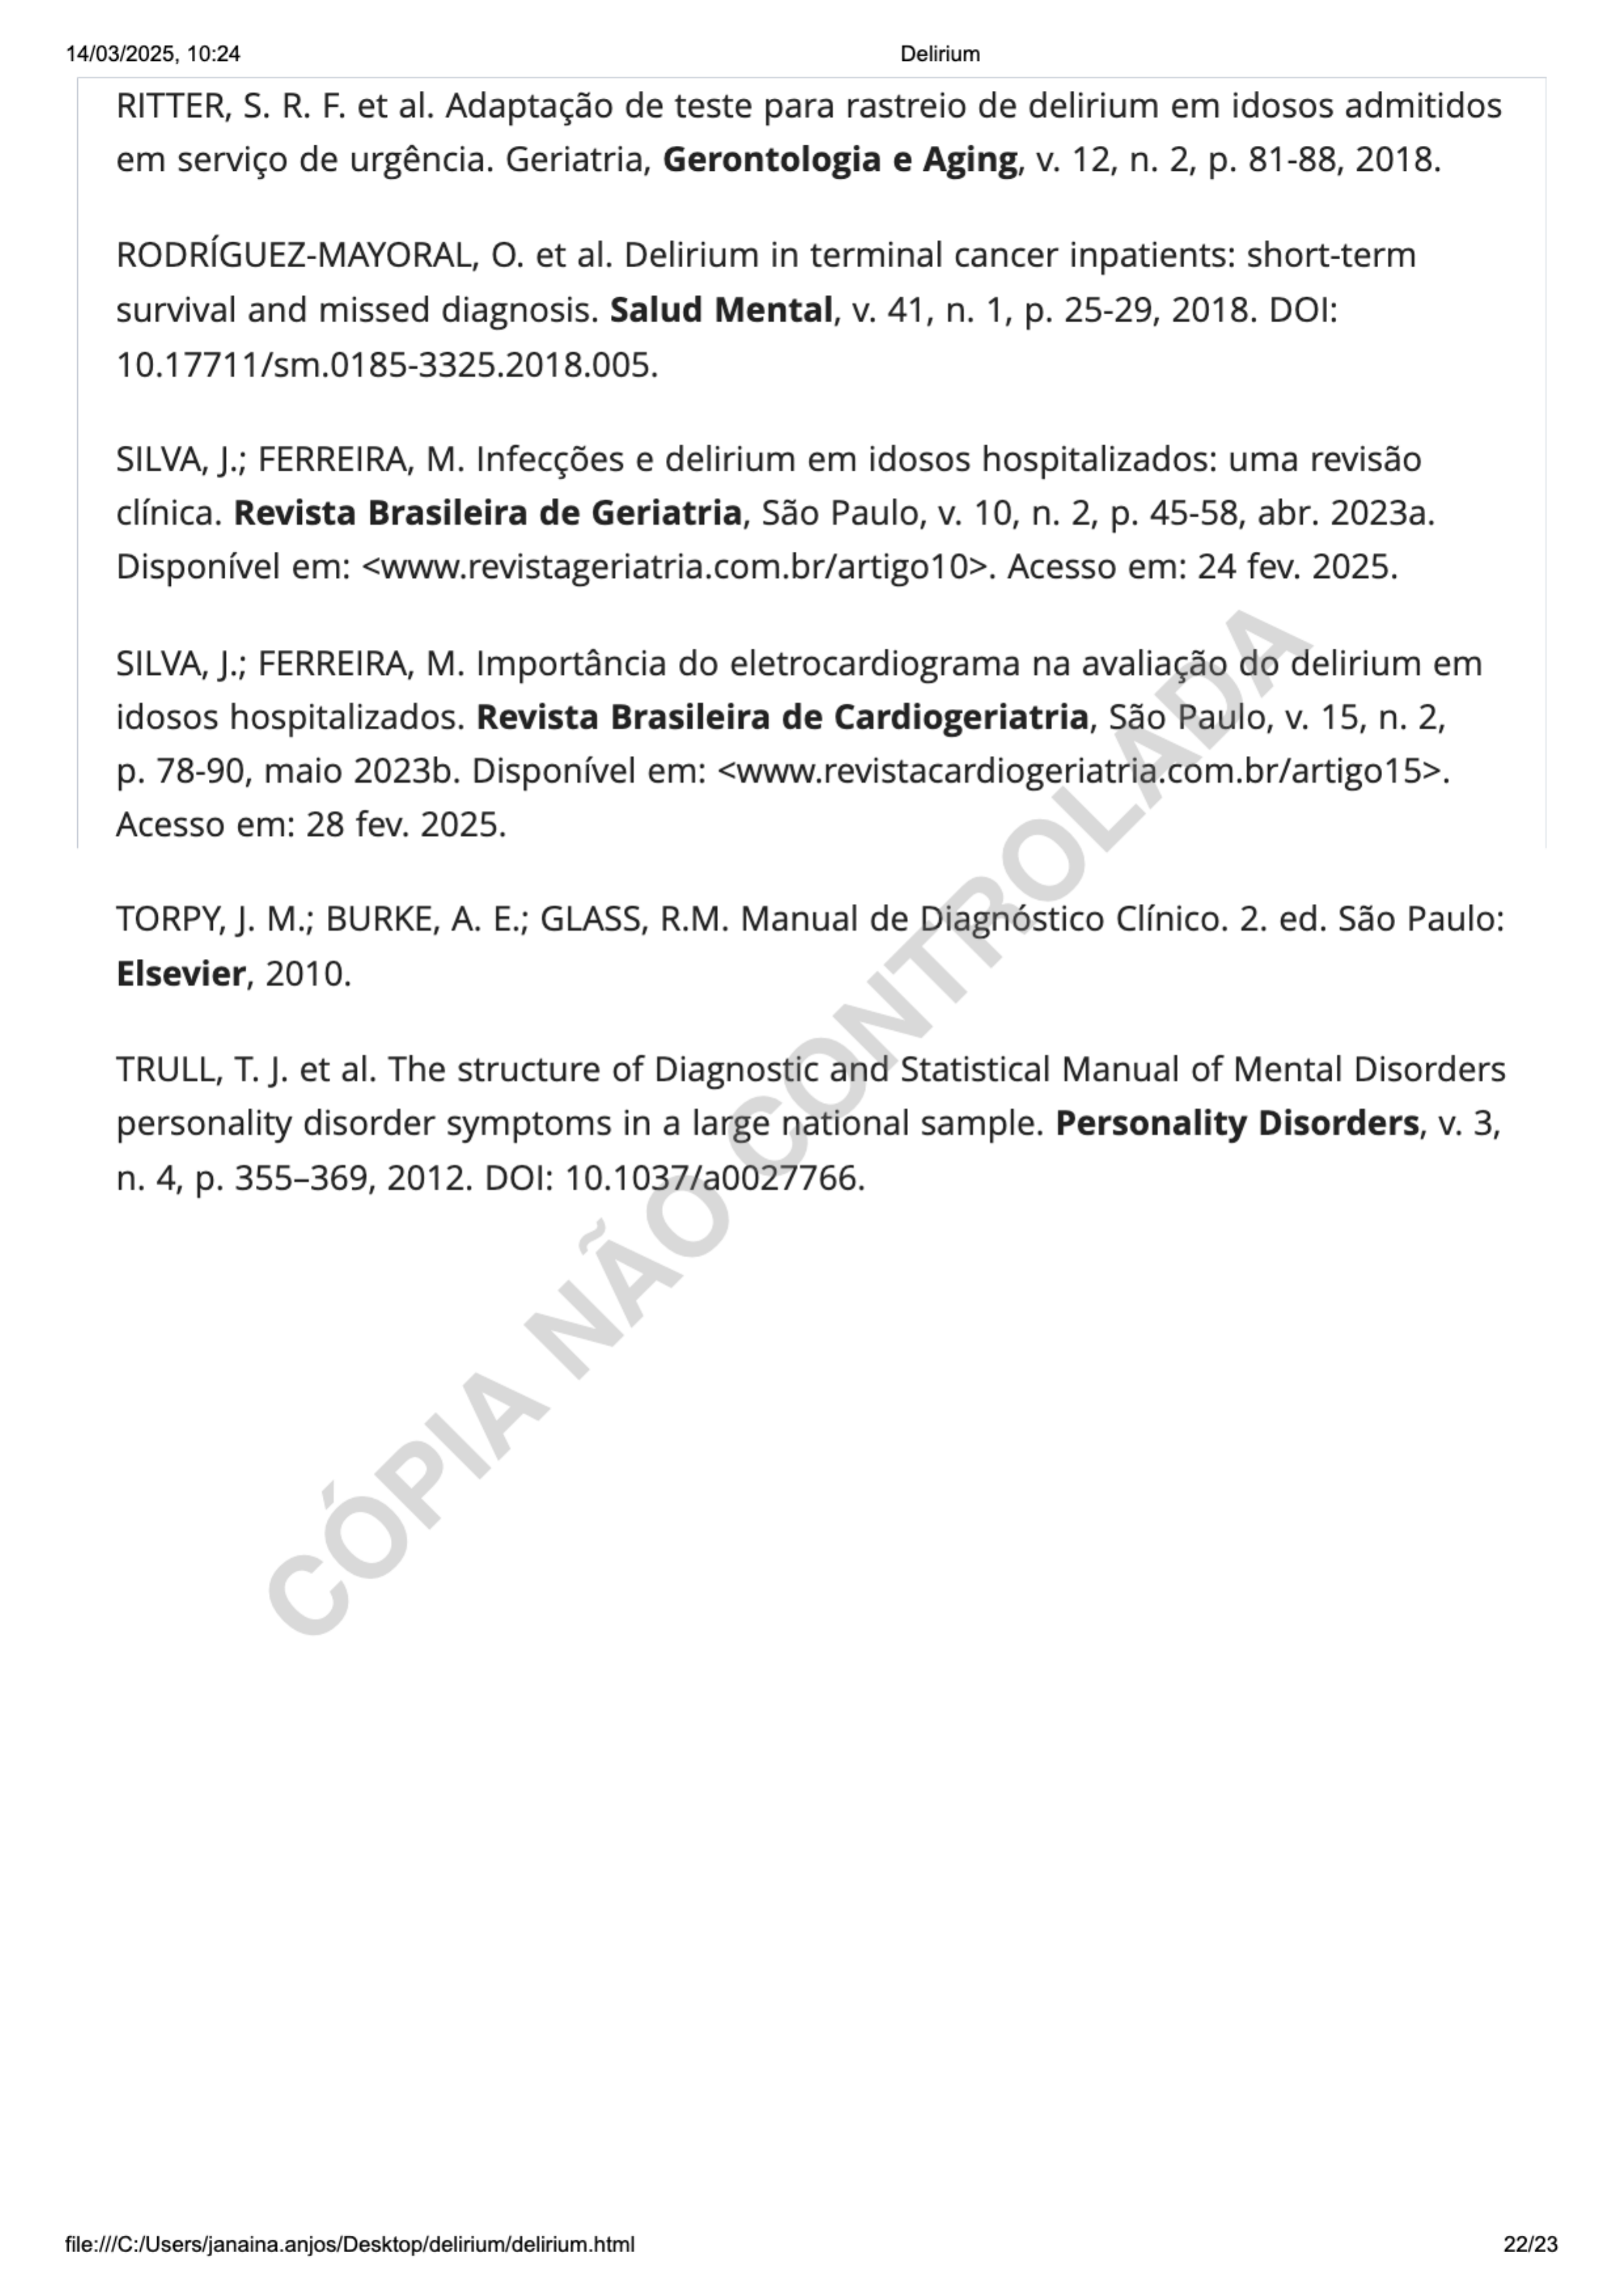 14/03/2025, 10:24 Delirium
RITTER, S. R. F. et al. Adaptação de teste para rastreio de delirium em idosos admitidos
em serviço de urgência. Geriatria, Gerontologia e Aging, v. 12, n. 2, p. 81-88, 2018.
RODRÍGUEZ-MAYORAL, O. et al. Delirium in terminal cancer inpatients: short-term
survival and missed diagnosis. Salud Mental, v. 41, n. 1, p. 25-29, 2018. DOI:
10.17711/sm.0185-3325.2018.005.
SILVA, J.; FERREIRA, M. Infecções e delirium em idosos hospitalizados: uma revisão
clínica. Revista Brasileira de Geriatria, São Paulo, v. 10, n. 2, p. 45-58, abr. 2023a.
Disponível em: <www.revistageriatria.com.br/artigo10>. Acesso em: 24 fev. 2025.
SILVA, J.; FERREIRA, M. Importância do eletrocardiograma na avaliação do delirium em
idosos hospitalizados. Revista Brasileira de Cardiogeriatria, São Paulo, v. 15, n. 2,
p. 78-90, maio 2023b. Disponível em: <www.revistacardiogeriatria.com.br/artigo15>.
Acesso em: 28 fev. 2025.
TORPY, J. M.; BURKE, A. E.; GLASS, R.M. Manual de Diagnóstico Clínico. 2. ed. São Paulo:
Elsevier, 2010.
TRULL, T. J. et al. The structure of Diagnostic and Statistical Manual of Mental Disorders
personality disorder symptoms in a large national sample. Personality Disorders, v. 3,
n. 4, p. 355–369, 2012. DOI: 10.1037/a0027766.
CÓPIA NÃO CONTROLADA
file:///C:/Users/janaina.anjos/Desktop/delirium/delirium.html 22/23